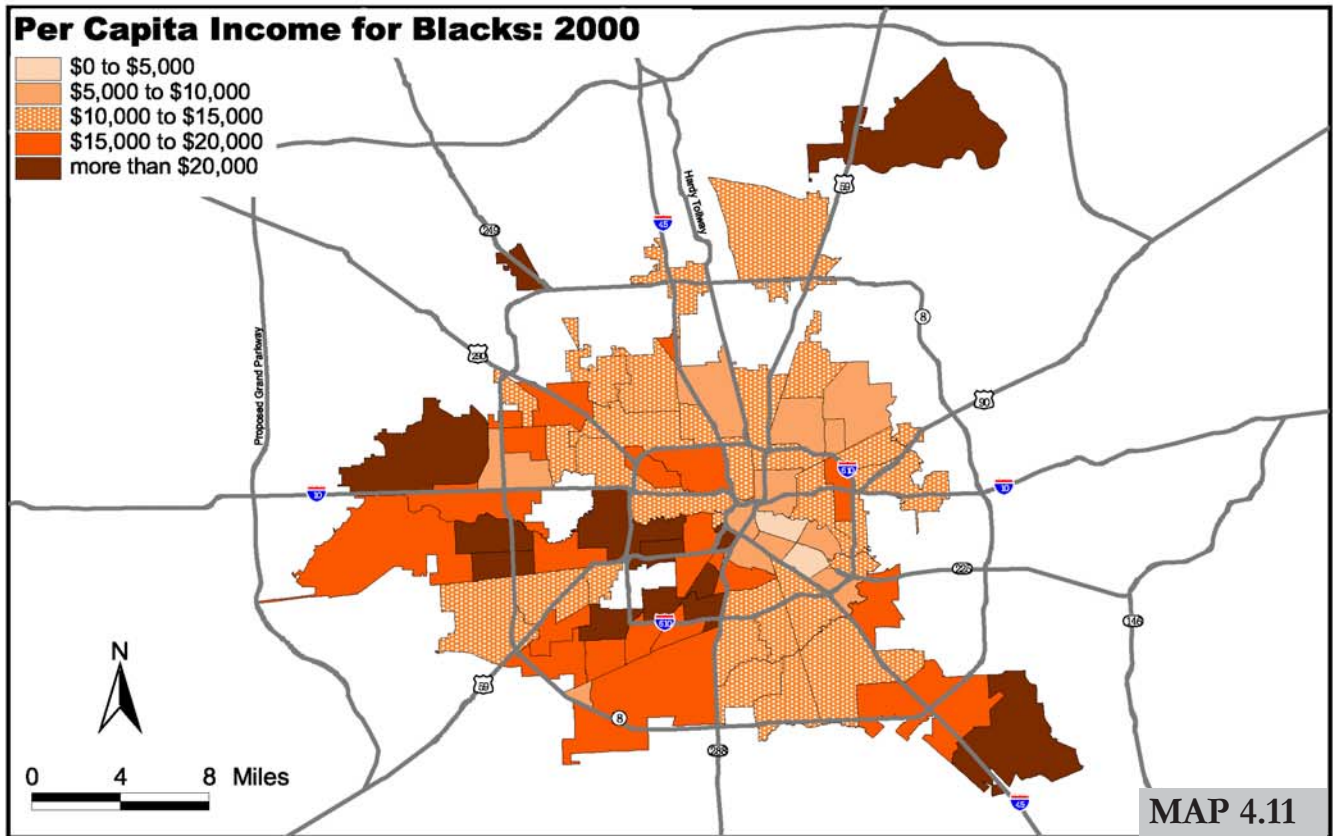 Per Capita Income for Blacks: 2000
$0 to $5,000
$5,000 to $10,000
$10,000 to $15,000
$15,000 to $20,000
more than $20,000
Hardy Tollway
59
45
249
8
290
Proposed Grand Parkway
90
610
10
10
225
146
610
N
59
8
288
0 4 8 Miles
45
MAP 4.11